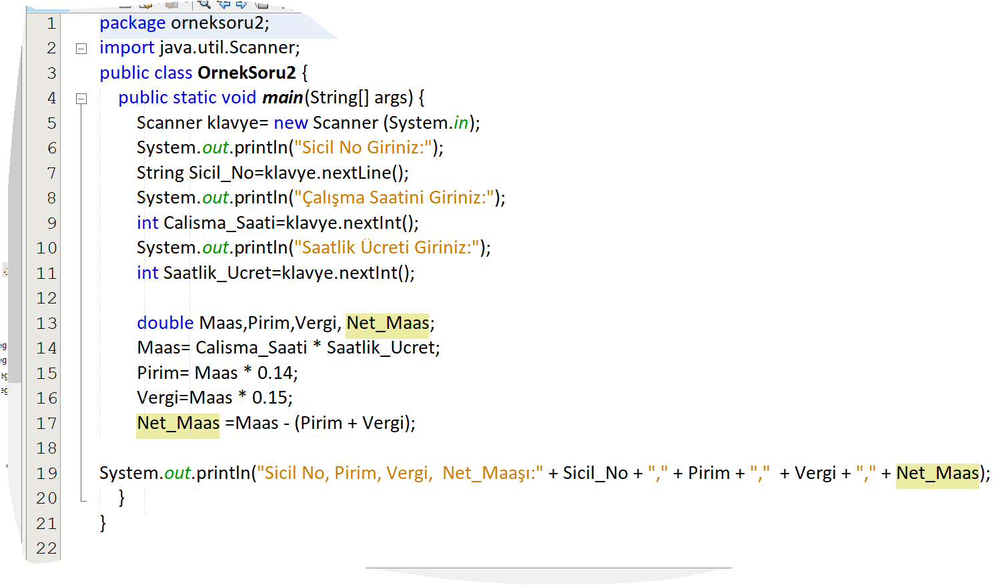 1 package orneksoru2;
2 import java.util.Scanner;
3 public class OrnekSoru2 {
4 public static void main(String[] args) {
5 Scanner klavye= new Scanner (System.in);
6 System.out.println("Sicil No Giriniz:");
7 String Sicil_No=klavye.nextLine();
8 System.out.println("Çalışma Saatini Giriniz:");
9 int Calisma_Saati=klavye.nextInt();
10 System.out.println("Saatlik Ücreti Giriniz:");
11 int Saatlik_Ucret=klavye.nextInt();
12
13 double Maas,Pirim,Vergi, Net_Maas;
14 Maas= Calisma_Saati * Saatlik_Ucret;
15 Pirim= Maas * 0.14;
16 Vergi=Maas * 0.15;
17 Net_Maas =Maas - (Pirim + Vergi);
18
19 System.out.println("Sicil No, Pirim, Vergi,  Net_Maaşı:" + Sicil_No + "," + Pirim + ","  + Vergi + "," + Net_Maas);
20 }
21 }
22